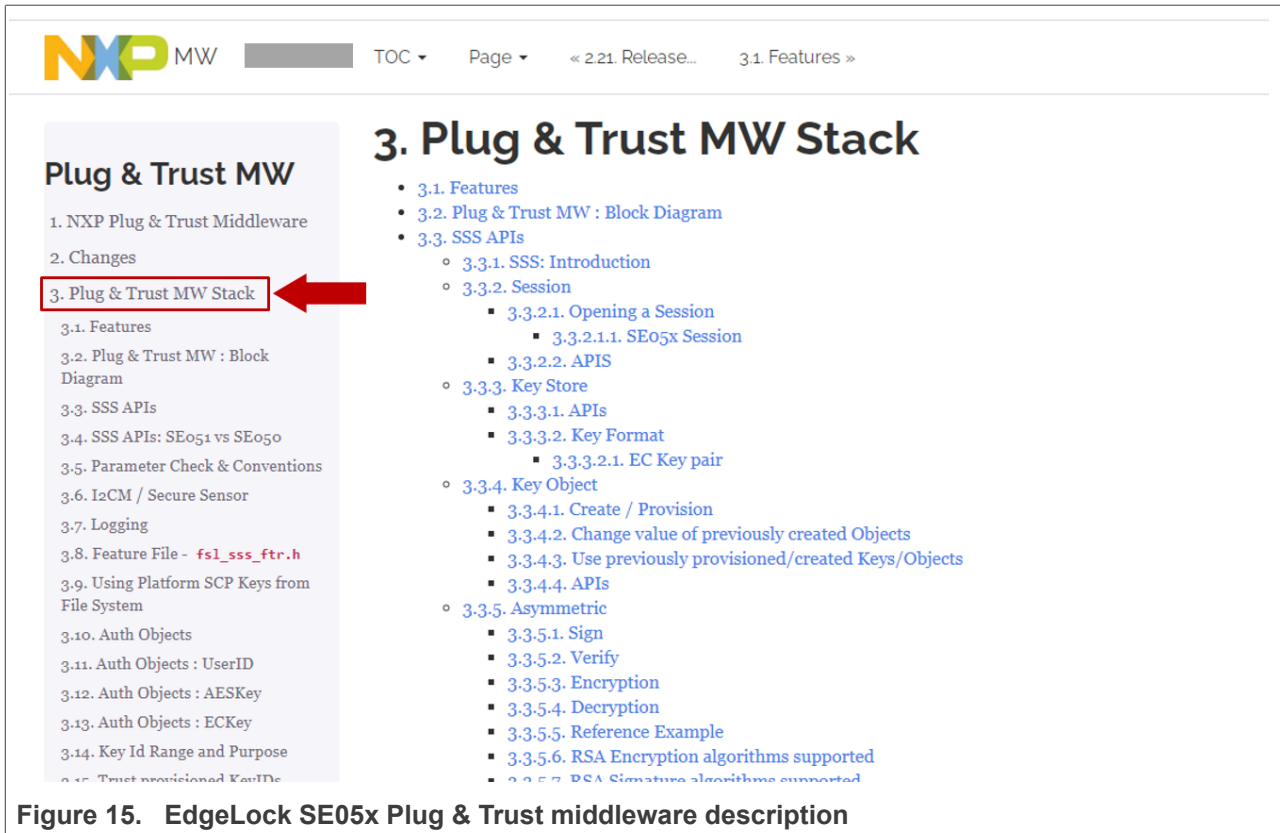 NXP MW
TOC
Page
« 2.21. Release...
3.1. Features »
Plug & Trust MW
1. NXP Plug & Trust Middleware
2. Changes
3. Plug & Trust MW Stack
3.1. Features
3.2. Plug & Trust MW : Block
Diagram
3.3. SSS APIs
3.4. SSS APIs: SE051 vs SE050
3.5. Parameter Check & Conventions
3.6. I2CM / Secure Sensor
3.7. Logging
3.8. Feature File - fsl_sss_ftr.h
3.9. Using Platform SCP Keys from
File System
3.10. Auth Objects
3.11. Auth Objects : UserID
3.12. Auth Objects : AESKey
3.13. Auth Objects : ECKey
3.14. Key Id Range and Purpose
3.15. Trust provisioned KeyIDs
3. Plug & Trust MW Stack
3.1. Features
3.2. Plug & Trust MW : Block Diagram
3.3. SSS APIs
3.3.1. SSS: Introduction
3.3.2. Session
3.3.2.1. Opening a Session
3.3.2.1.1. SE05x Session
3.3.2.2. APIS
3.3.3. Key Store
3.3.3.1. APIs
3.3.3.2. Key Format
3.3.3.2.1. EC Key pair
3.3.4. Key Object
3.3.4.1. Create / Provision
3.3.4.2. Change value of previously created Objects
3.3.4.3. Use previously provisioned/created Keys/Objects
3.3.4.4. APIs
3.3.5. Asymmetric
3.3.5.1. Sign
3.3.5.2. Verify
3.3.5.3. Encryption
3.3.5.4. Decryption
3.3.5.5. Reference Example
3.3.5.6. RSA Encryption algorithms supported
3.3.5.7. RSA Signature algorithms supported
Figure 15. EdgeLock SE05x Plug & Trust middleware description